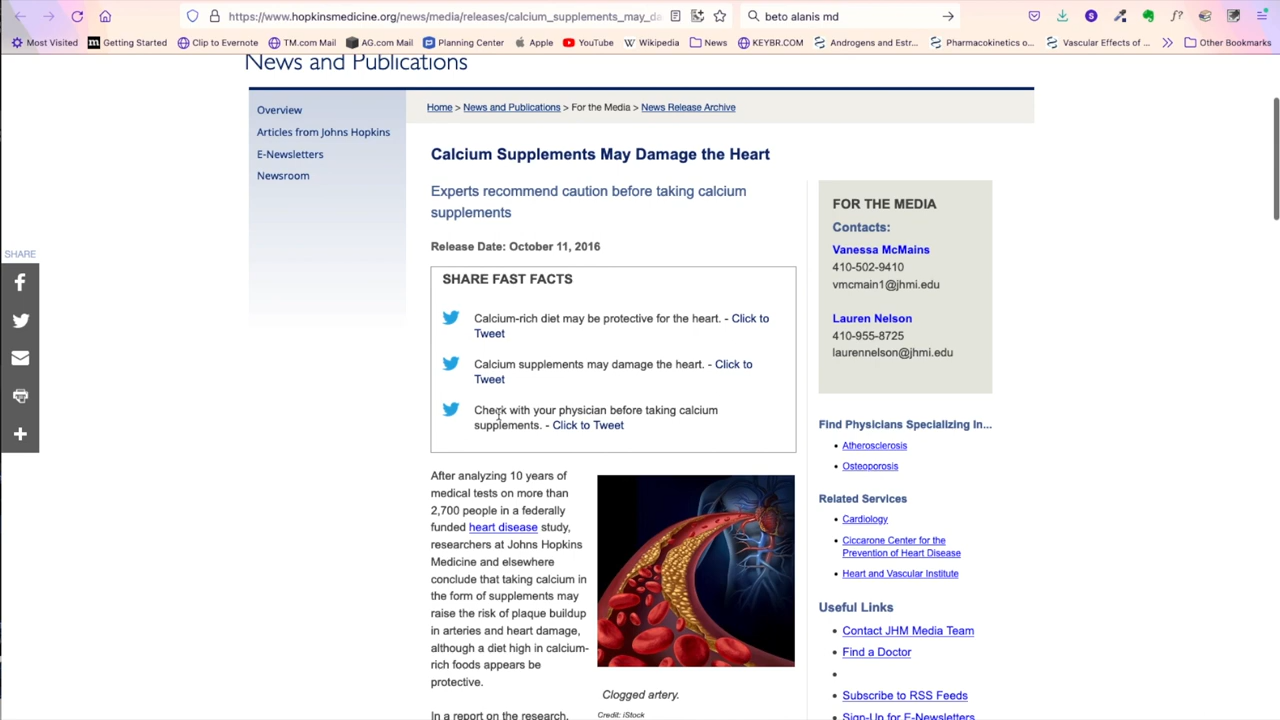 https://www.hopkinsmedicine.org/news/media/releases/calcium_supplements_may_da
beto alanis md
Most Visited
Getting Started
Clip to Evernote
TM.com Mail
AG.com Mail
Planning Center
Apple
YouTube
Wikipedia
News
KEYBR.COM
Androgens and Estr...
Pharmacokinetics o...
Vascular Effects of ...
Other Bookmarks
News and Publications
Overview
Articles from Johns Hopkins
E-Newsletters
Newsroom
SHARE
Home > News and Publications > For the Media > News Release Archive
Calcium Supplements May Damage the Heart
Experts recommend caution before taking calcium
supplements
Release Date: October 11, 2016
SHARE FAST FACTS
Calcium-rich diet may be protective for the heart. - Click to
Tweet
Calcium supplements may damage the heart. - Click to
Tweet
Check with your physician before taking calcium
supplements. - Click to Tweet
After analyzing 10 years of
medical tests on more than
2,700 people in a federally
funded heart disease study,
researchers at Johns Hopkins
Medicine and elsewhere
conclude that taking calcium in
the form of supplements may
raise the risk of plaque buildup
in arteries and heart damage,
although a diet high in calcium-
rich foods appears be
protective.
In a report on the research,
Clogged artery.
Credit: iStock
FOR THE MEDIA
Contacts:
Vanessa McMains
410-502-9410
vmcmain1@jhmi.edu
Lauren Nelson
410-955-8725
laurennelson@jhmi.edu
Find Physicians Specializing In...
Atherosclerosis
Osteoporosis
Related Services
Cardiology
Ciccarone Center for the
Prevention of Heart Disease
Heart and Vascular Institute
Useful Links
Contact JHM Media Team
Find a Doctor
Subscribe to RSS Feeds
Sign-Up for E-Newsletters